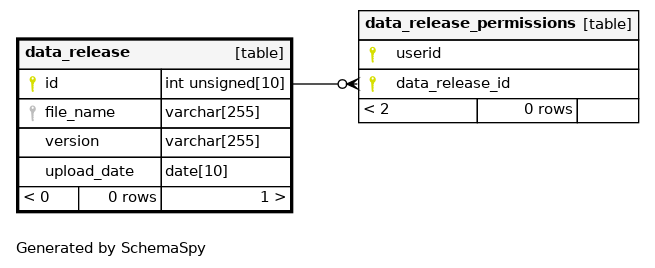 data_release [table]
id int unsigned[10]
file_name varchar[255]
version varchar[255]
upload_date date[10]
< 0 0 rows 1 >
data_release_permissions [table]
userid
data_release_id
< 2 0 rows
Generated by SchemaSpy